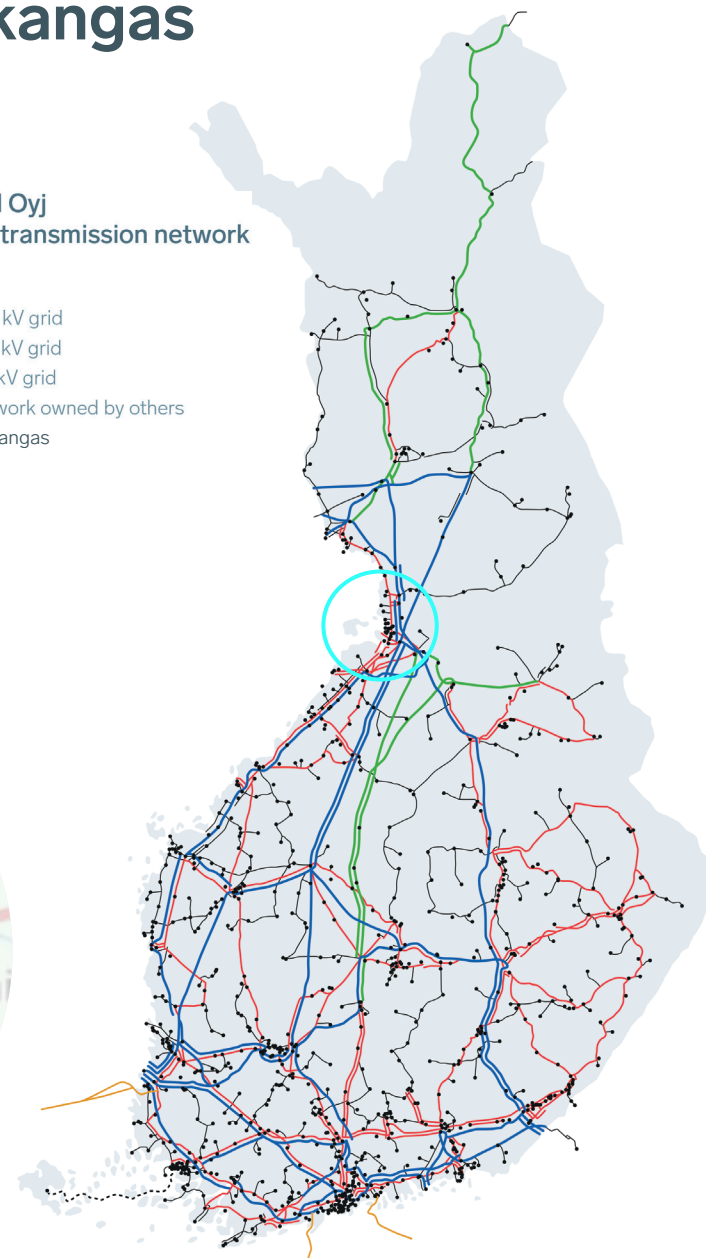 kangas
Oyj
transmission network
kV grid
kV grid
kV grid
work owned by others
angas